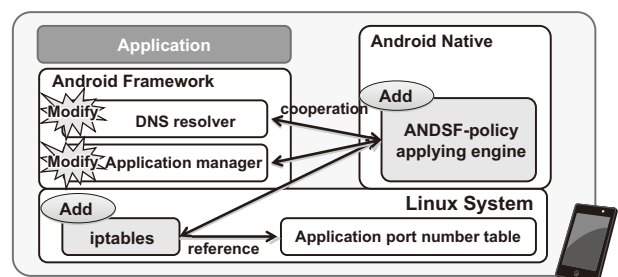 Application
Android Native
Android Framework
Add
Modify
DNS resolver
cooperation
ANDSF-policy
applying engine
Modify
Application manager
Linux System
Add
iptables
reference
Application port number table